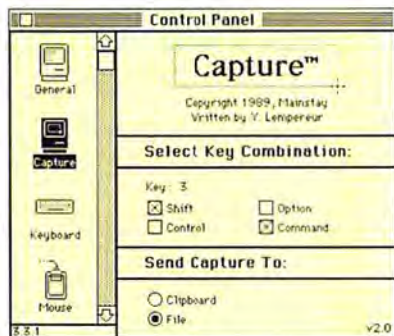 Control Panel
General
Capture
Keyboard
Mouse
3.3.1
Capture™
Copyright 1989, Mainstay
Written by Y. Lempereur
Select Key Combination:
Key: 3
Shift
Option
Control
Command
Send Capture To:
Clipboard
File
v2.0